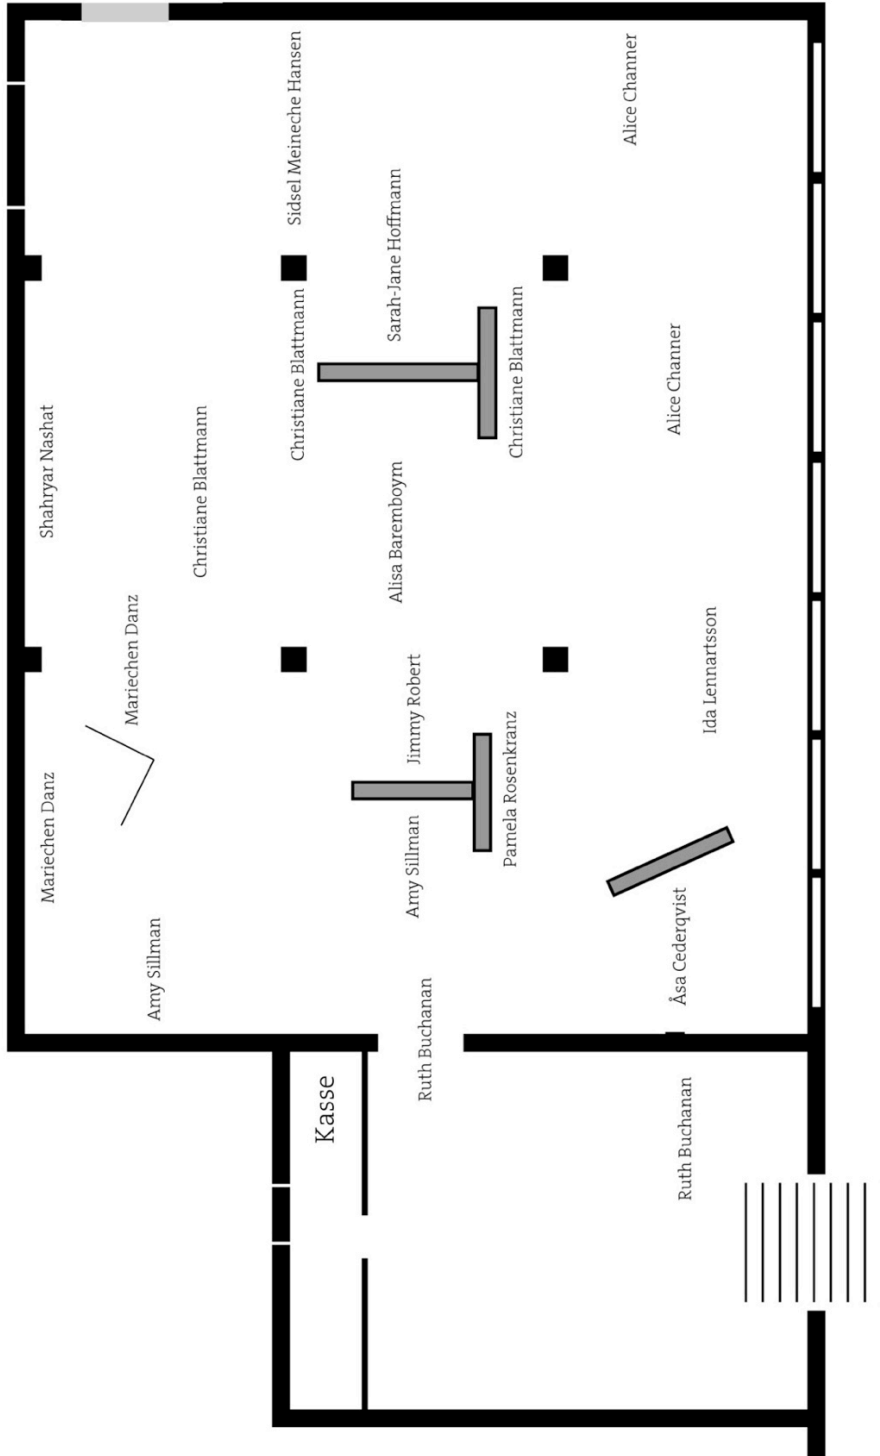 Sidsel Meineche Hansen
Alice Channer
Sarah-Jane Hoffmann
Christiane Blattmann
Christiane Blattmann
Alice Channer
Shahryar Nashat
Christiane Blattmann
Alisa Baremboym
Mariechen Danz
Jimmy Robert
Ida Lennartsson
Pamela Rosenkranz
Mariechen Danz
Amy Sillman
Åsa Cederqvist
Amy Sillman
Ruth Buchanan
Kasse
Ruth Buchanan